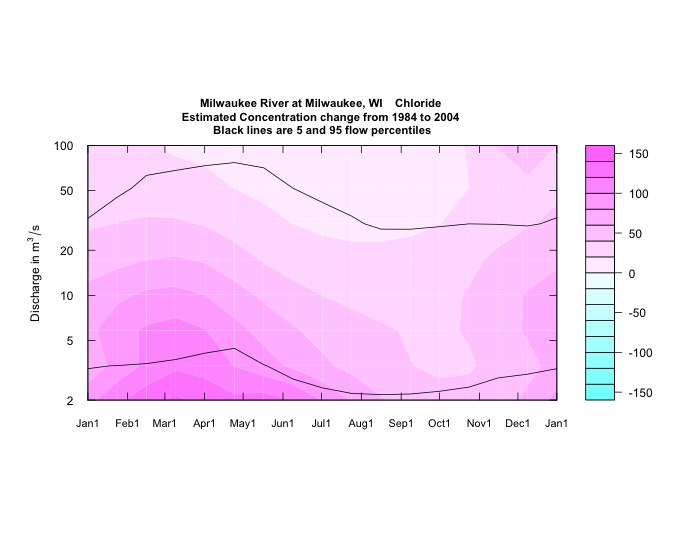 Milwaukee River at Milwaukee, WI    Chloride
Estimated Concentration change from 1984 to 2004
Black lines are 5 and 95 flow percentiles
Discharge in m³/s
100
50
20
10
5
2
Jan1 Feb1 Mar1 Apr1 May1 Jun1 Jul1 Aug1 Sep1 Oct1 Nov1 Dec1 Jan1
150
100
50
0
-50
-100
-150